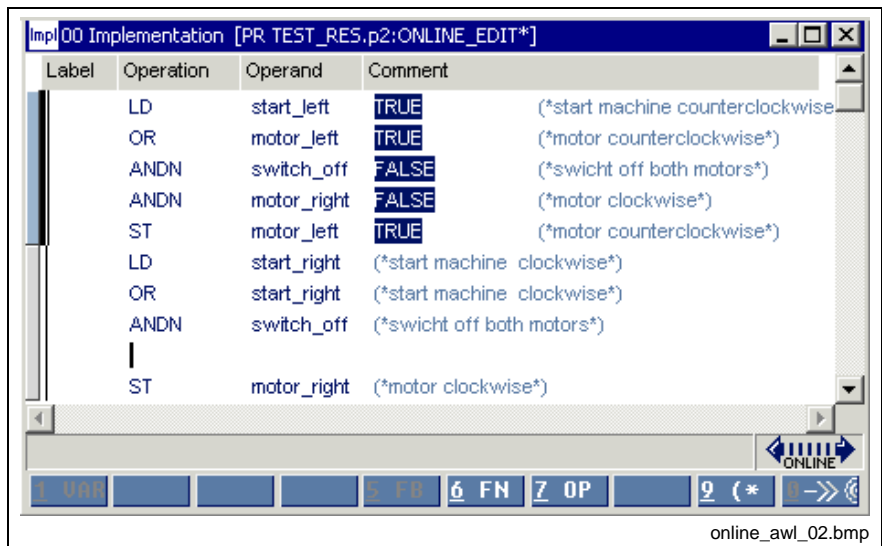 Impl 00 Implementation [PR TEST_RES.p2:ONLINE_EDIT*]
Label Operation Operand Comment
LD start_left TRUE (*start machine counterclockwise
OR motor_left TRUE (*motor counterclockwise*)
ANDN switch_off FALSE (*swicht off both motors*)
ANDN motor_right FALSE (*motor clockwise*)
ST motor_left TRUE (*motor counterclockwise*)
LD start_right (*start machine clockwise*)
OR start_right (*start machine clockwise*)
ANDN switch_off (*swicht off both motors*)
ST motor_right (*motor clockwise*)
ONLINE
1 VAR 5 FB 6 FN 7 OP 9 (* 0->>
online_awl_02.bmp